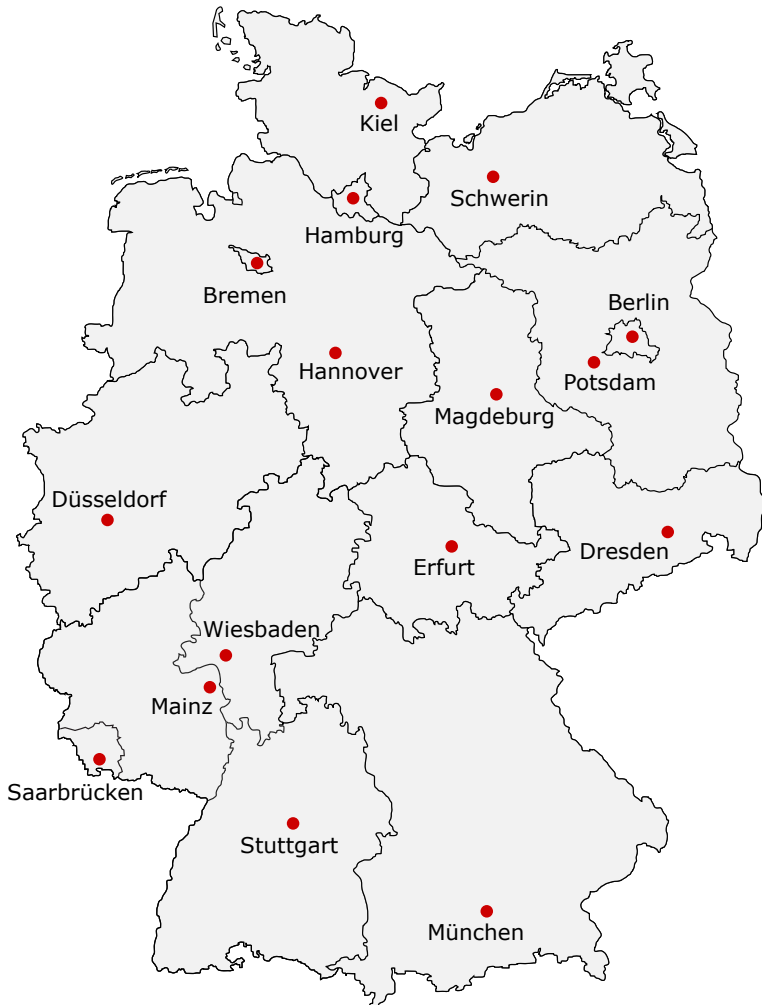 Kiel
Schwerin
Hamburg
Bremen
Berlin
Hannover
Potsdam
Magdeburg
Düsseldorf
Dresden
Erfurt
Wiesbaden
Mainz
Saarbrücken
Stuttgart
München